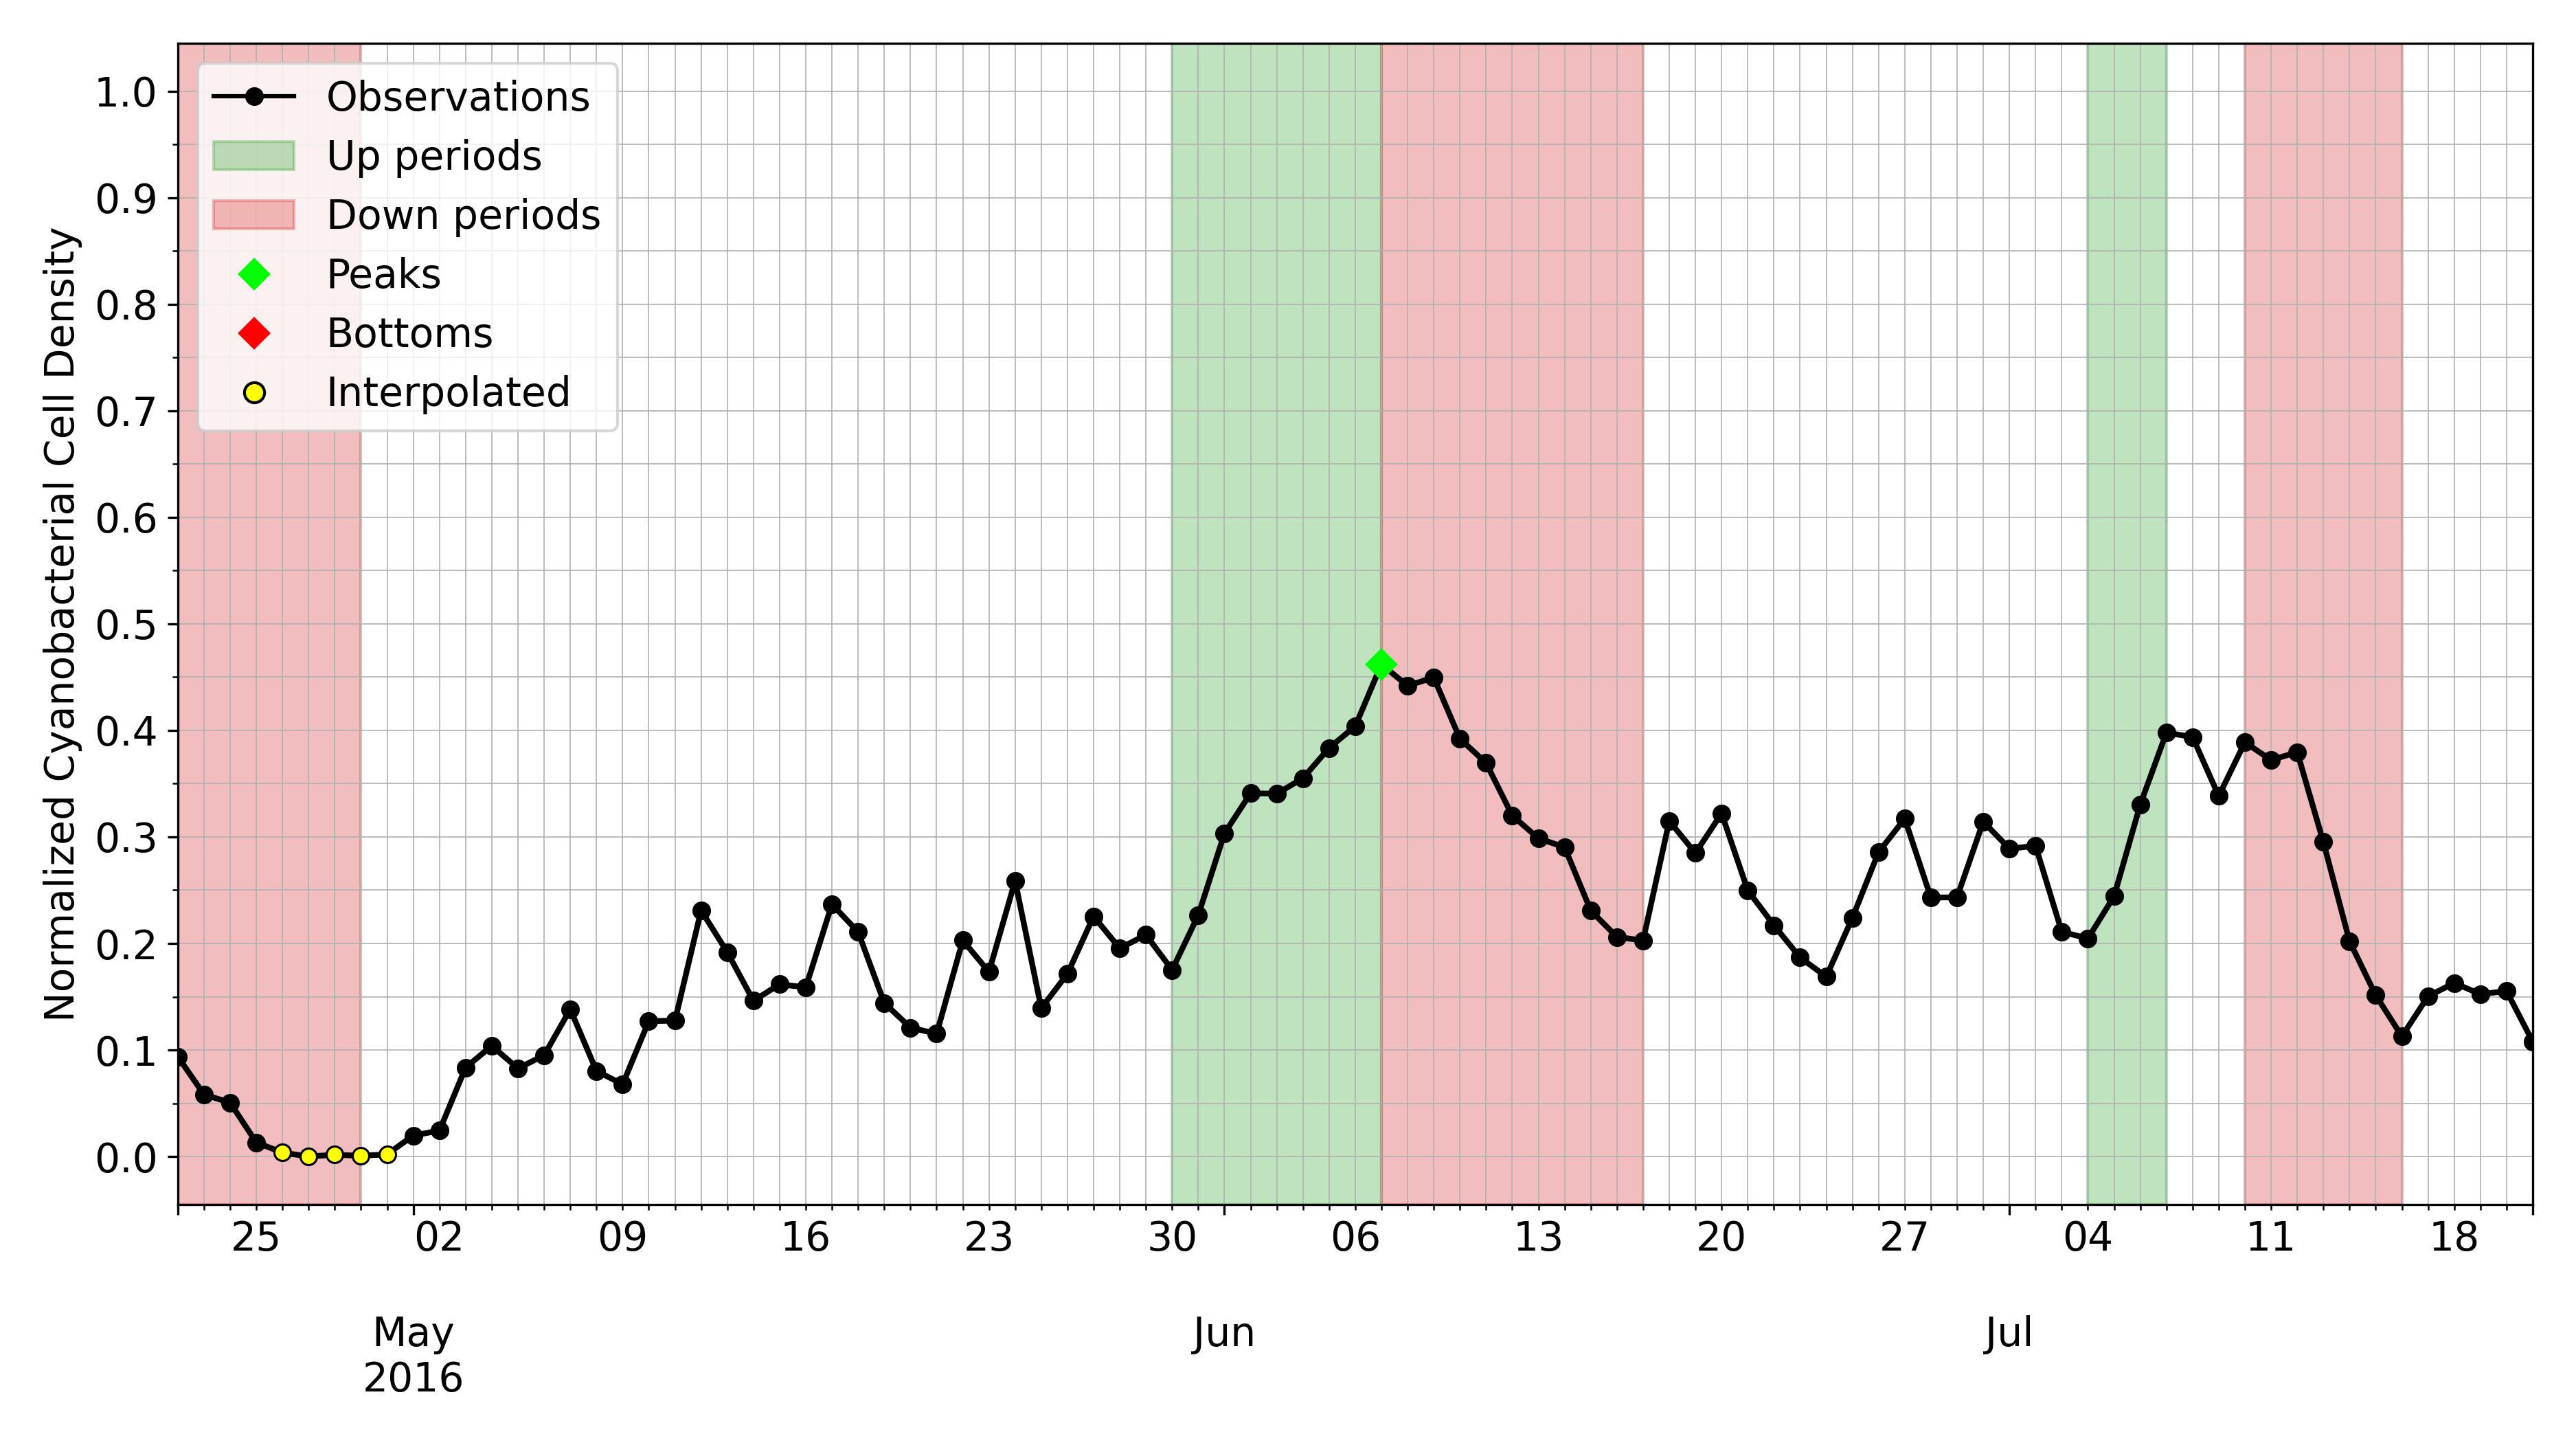 Normalized Cyanobacterial Cell Density
1.0
0.9
0.8
0.7
0.6
0.5
0.4
0.3
0.2
0.1
0.0
Observations
Up periods
Down periods
Peaks
Bottoms
Interpolated
25 02 09 16 23 30 06 13 20 27 04 11 18
May Jun Jul
2016